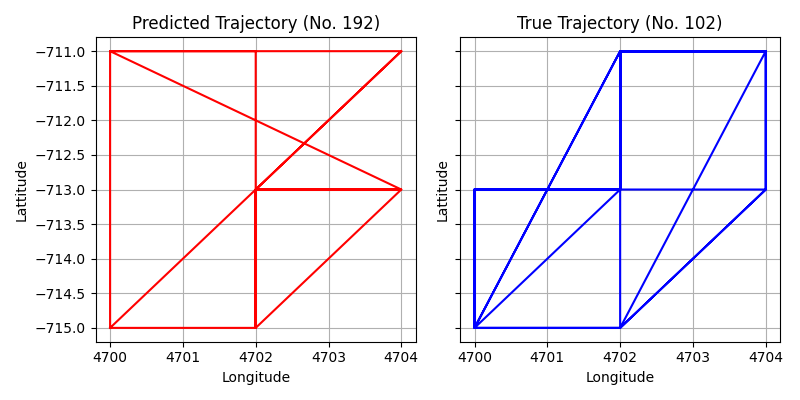 Predicted Trajectory (No. 192)
Lattitude
−711.0
−711.5
−712.0
−712.5
−713.0
−713.5
−714.0
−714.5
−715.0
4700 4701 4702 4703 4704
Longitude
True Trajectory (No. 102)
Lattitude
4700 4701 4702 4703 4704
Longitude